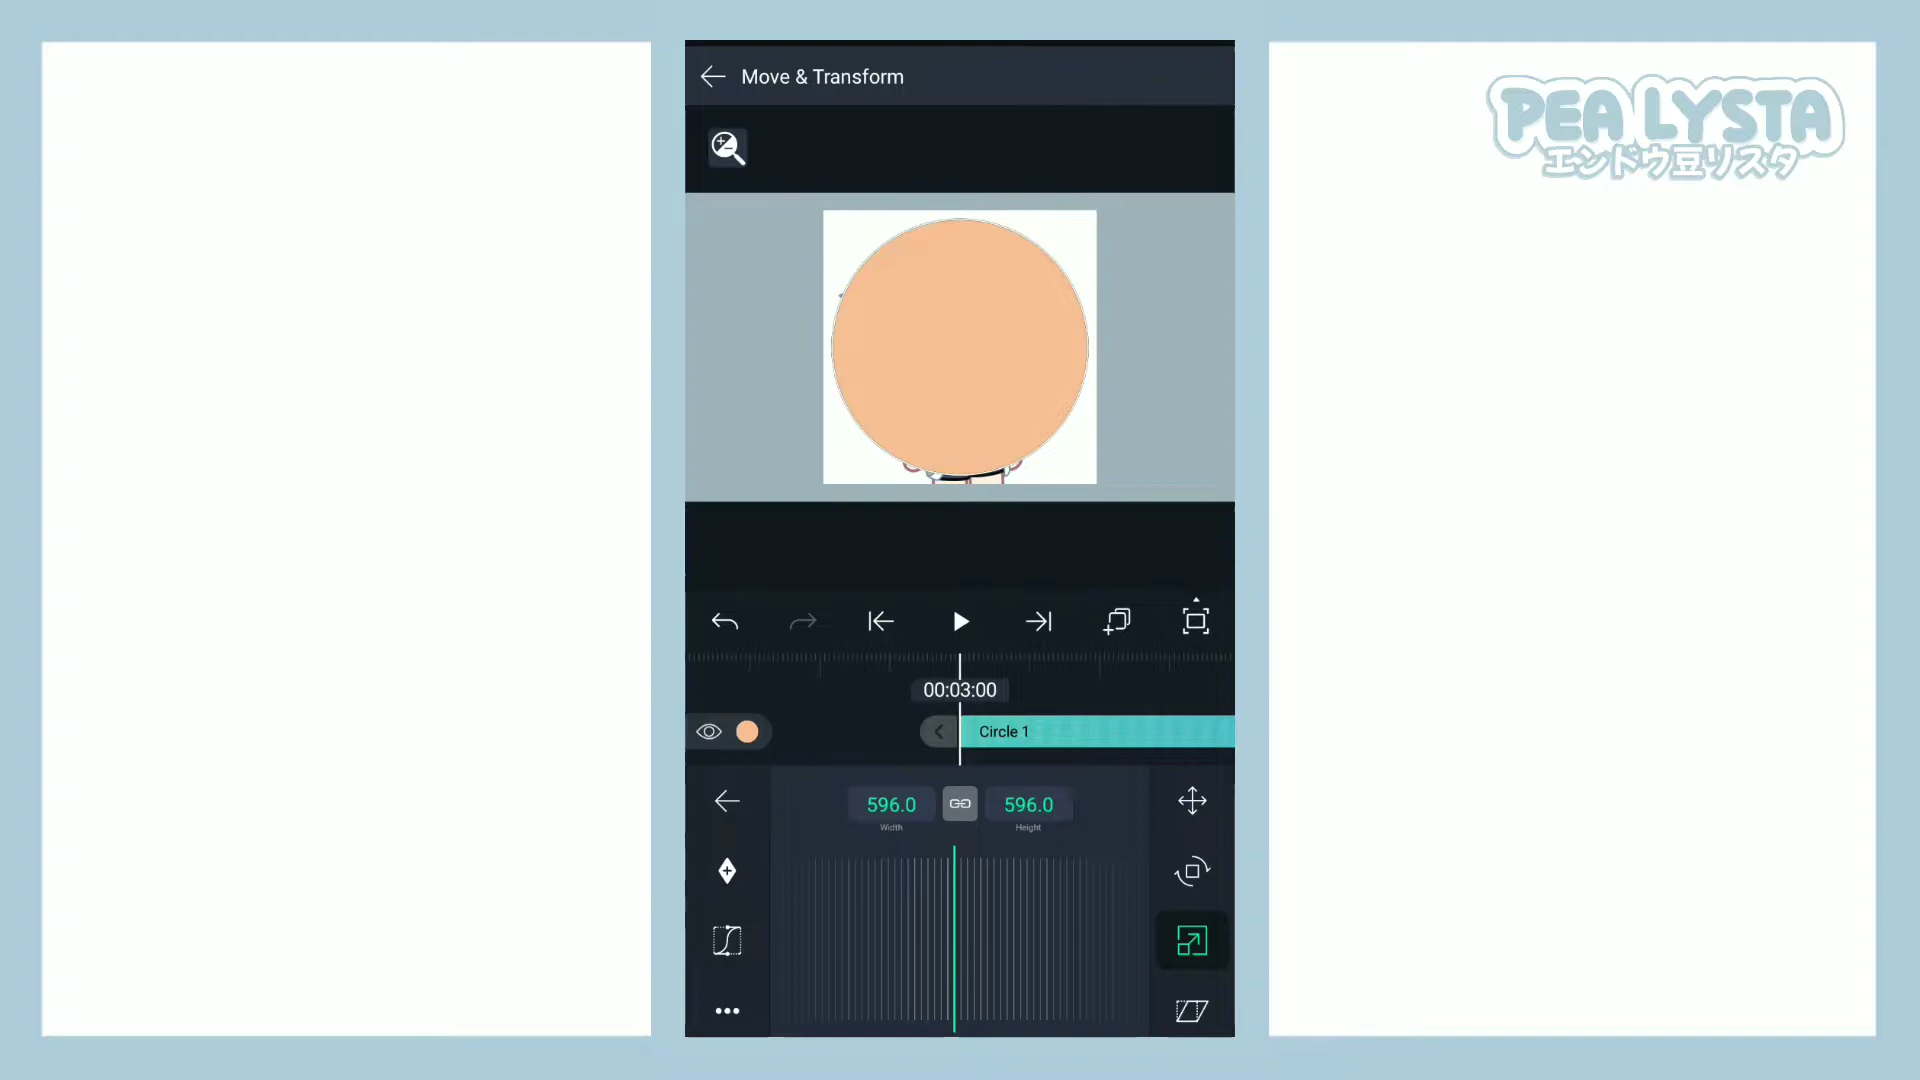 Move & Transform
PEA LYSTA
エンドウ豆リスタ
00:03:00
Circle 1
596.0
596.0
Width
Height